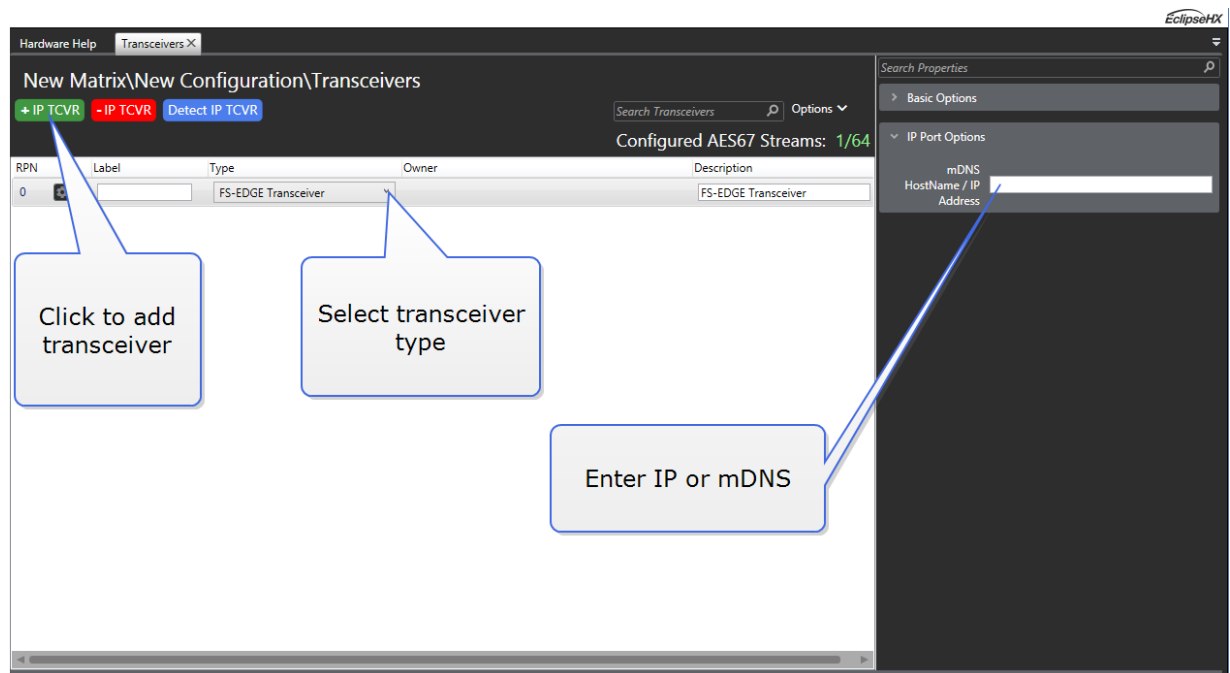 EclipseHX
Hardware Help Transceivers X
New Matrix\New Configuration\Transceivers
+ IP TCVR - IP TCVR Detect IP TCVR
Search Transceivers Options
Configured AES67 Streams: 1/64
RPN Label Type Owner Description
0 FS-EDGE Transceiver FS-EDGE Transceiver
Search Properties
Basic Options
IP Port Options
mDNS
HostName / IP
Address
Click to add
transceiver
Select transceiver
type
Enter IP or mDNS